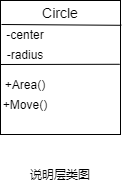 Circle
-center
-radius
+Area()
+Move()
说明层类图